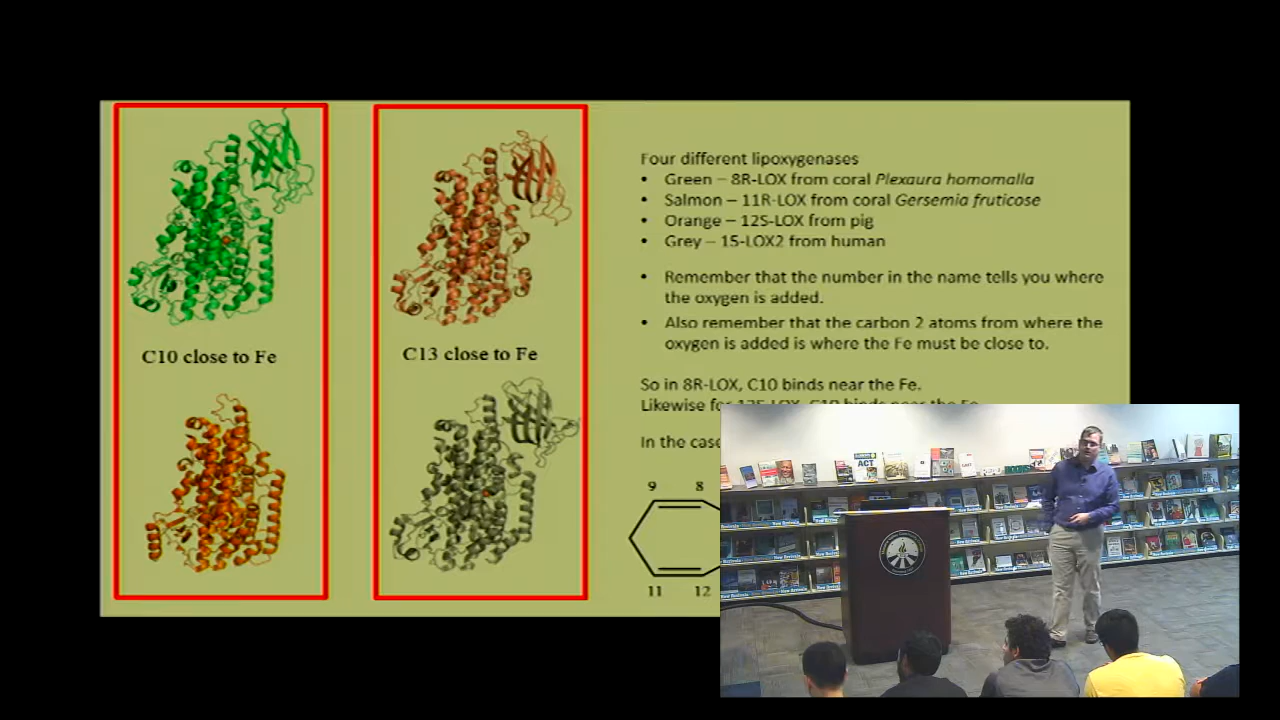 C10 close to Fe
C13 close to Fe
Four different lipoxygenases
• Green – 8R-LOX from coral Plexaura homomalla
• Salmon – 11R-LOX from coral Gersemia fruticose
• Orange – 12S-LOX from pig
• Grey – 15-LOX2 from human
• Remember that the number in the name tells you where
the oxygen is added.
• Also remember that the carbon 2 atoms from where the
oxygen is added is where the Fe must be close to.
So in 8R-LOX, C10 binds near the Fe.
Likewise for 12S-LOX, C10 binds near the Fe.
In the case
9 8
11 12
ACT